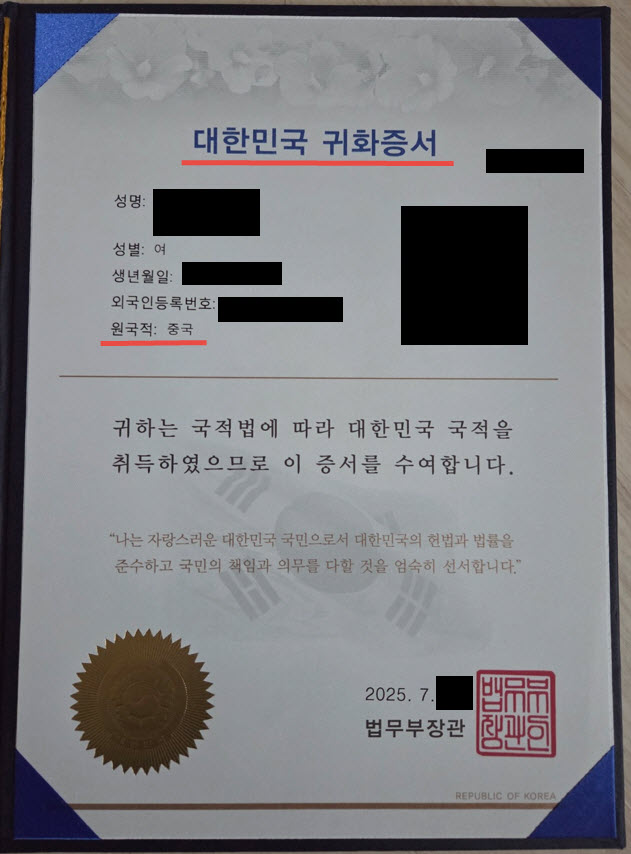 대한민국 귀화증서
성명:
성별: 여
생년월일:
외국인등록번호:
원국적: 중국
귀하는 국적법에 따라 대한민국 국적을
취득하였으므로 이 증서를 수여합니다.
“나는 자랑스러운 대한민국 국민으로서 대한민국의 헌법과 법률을
준수하고 국민의 책임과 의무를 다할 것을 엄숙히 선서합니다.”
2025. 7.
법무부장관
법무부
장관의
REPUBLIC OF KOREA